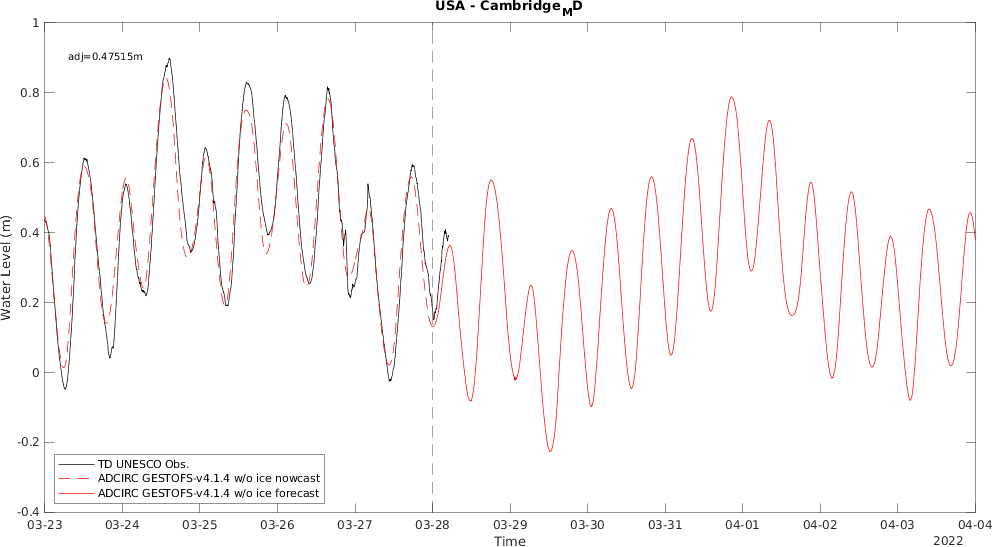 USA - Cambridge_MD
adj=0.47515m
Water Level (m)
1
0.8
0.6
0.4
0.2
0
-0.2
-0.4
TD UNESCO Obs.
ADCIRC GESTOFS-v4.1.4 w/o ice nowcast
ADCIRC GESTOFS-v4.1.4 w/o ice forecast
03-23 03-24 03-25 03-26 03-27 03-28 03-29 03-30 03-31 04-01 04-02 04-03 04-04
Time
2022